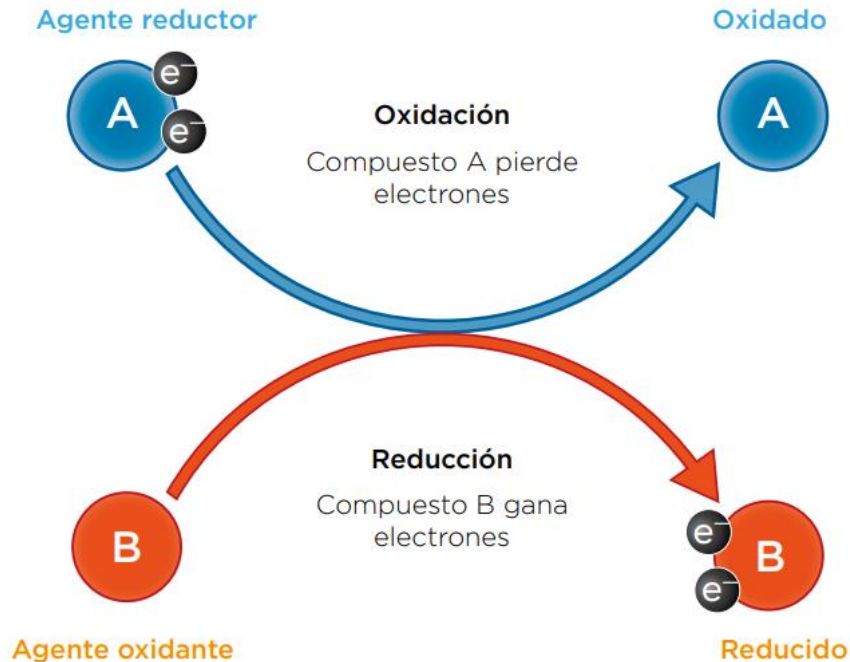 Agente reductor
Oxidado
A
e⁻
e⁻
A
Oxidación
Compuesto A pierde
electrones
Reducción
Compuesto B gana
electrones
B
e⁻
e⁻
B
Agente oxidante
Reducido